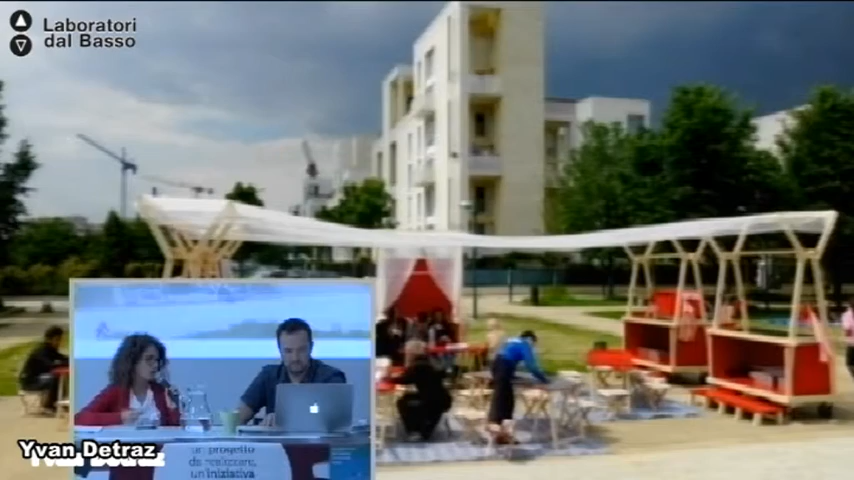 Laboratori
dal Basso
Yvan Detraz
un progetto
da realizzare,
un'iniziativa